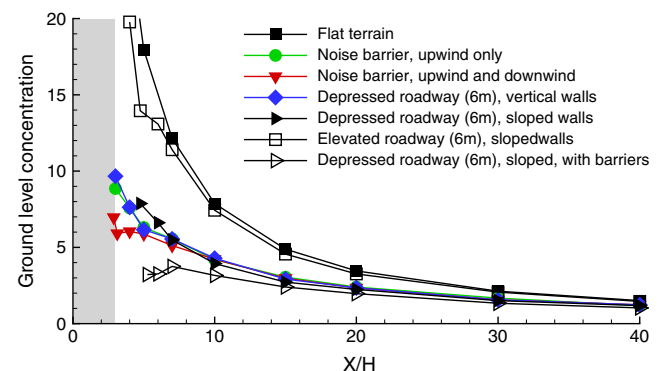 Ground level concentration
20
15
10
5
0
Flat terrain
Noise barrier, upwind only
Noise barrier, upwind and downwind
Depressed roadway (6m), vertical walls
Depressed roadway (6m), sloped walls
Elevated roadway (6m), slopedwalls
Depressed roadway (6m), sloped, with barriers
0 10 20 30 40
X/H